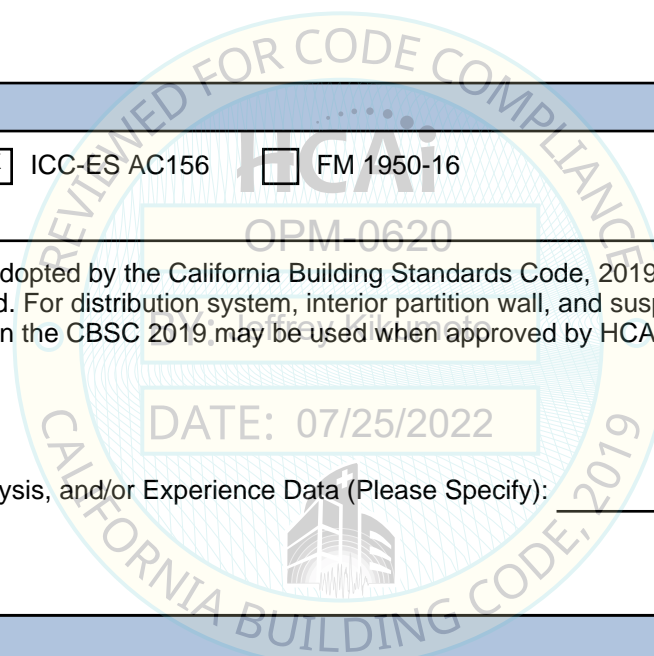 REVIEWED FOR CODE COMPLIANCE
HCAi
ICC-ES AC156 FM 1950-16
OPM-0620
dopted by the California Building Standards Code, 2019
d. For distribution system, interior partition wall, and sus
n the CBSC 2019 may be used when approved by HCA
BY: Jeffrey Kikumoto
DATE: 07/25/2022
ysis, and/or Experience Data (Please Specify):
CALIFORNIA BUILDING CODE, 2019